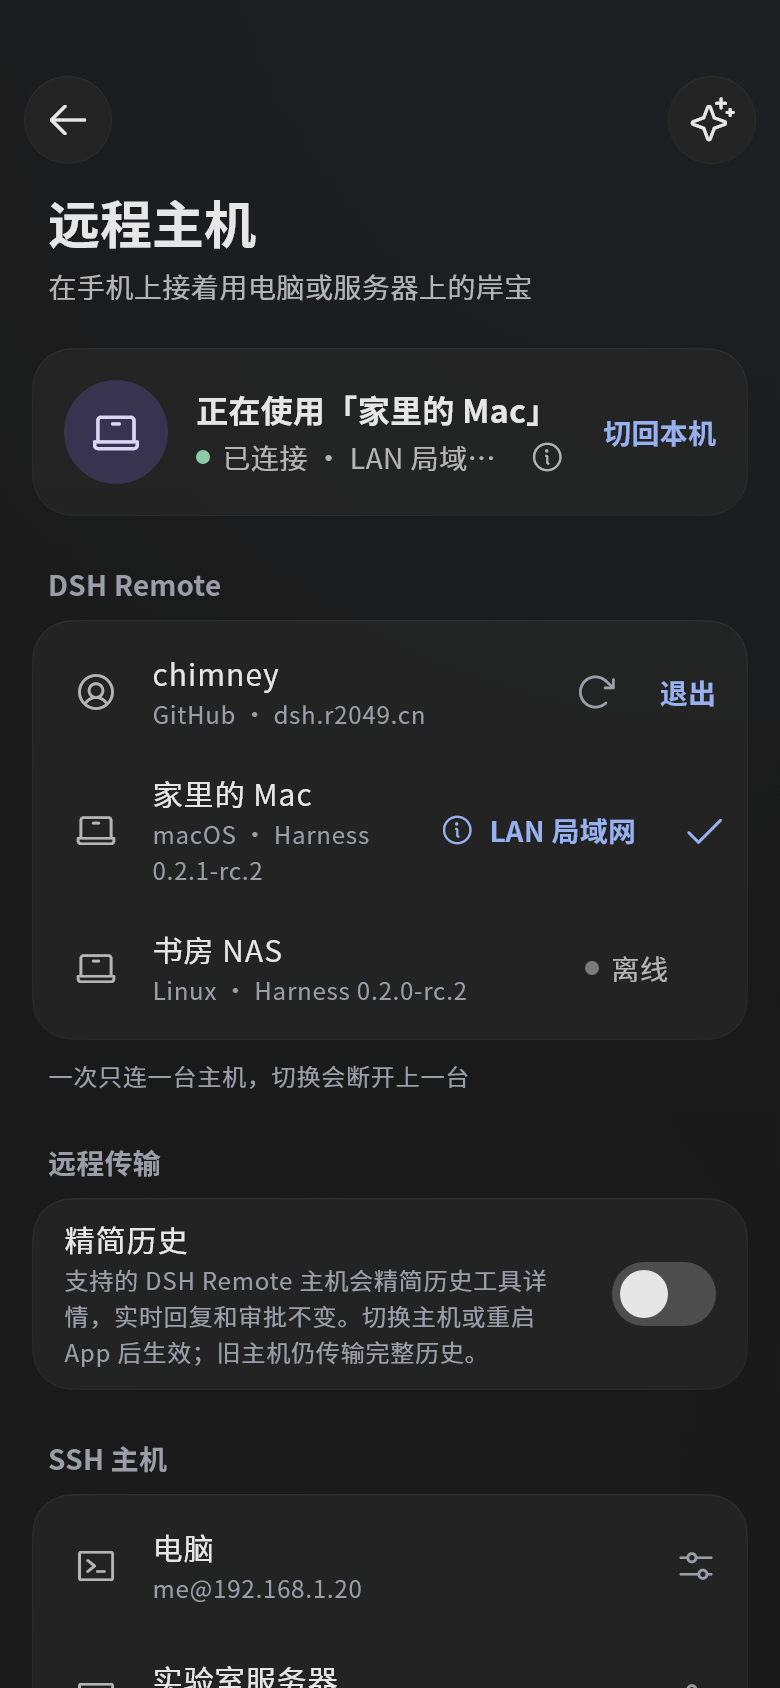 远程主机
在手机上接着用电脑或服务器上的岸宝
正在使用「家里的 Mac」
已连接 · LAN 局域…
切回本机
DSH Remote
chimney
GitHub · dsh.r2049.cn
退出
家里的 Mac
macOS · Harness
0.2.1-rc.2
LAN 局域网
书房 NAS
Linux · Harness 0.2.0-rc.2
离线
一次只连一台主机，切换会断开上一台
远程传输
精简历史
支持的 DSH Remote 主机会精简历史工具详
情，实时回复和审批不变。切换主机或重启
App 后生效；旧主机仍传输完整历史。
SSH 主机
电脑
me@192.168.1.20
实验室服务器